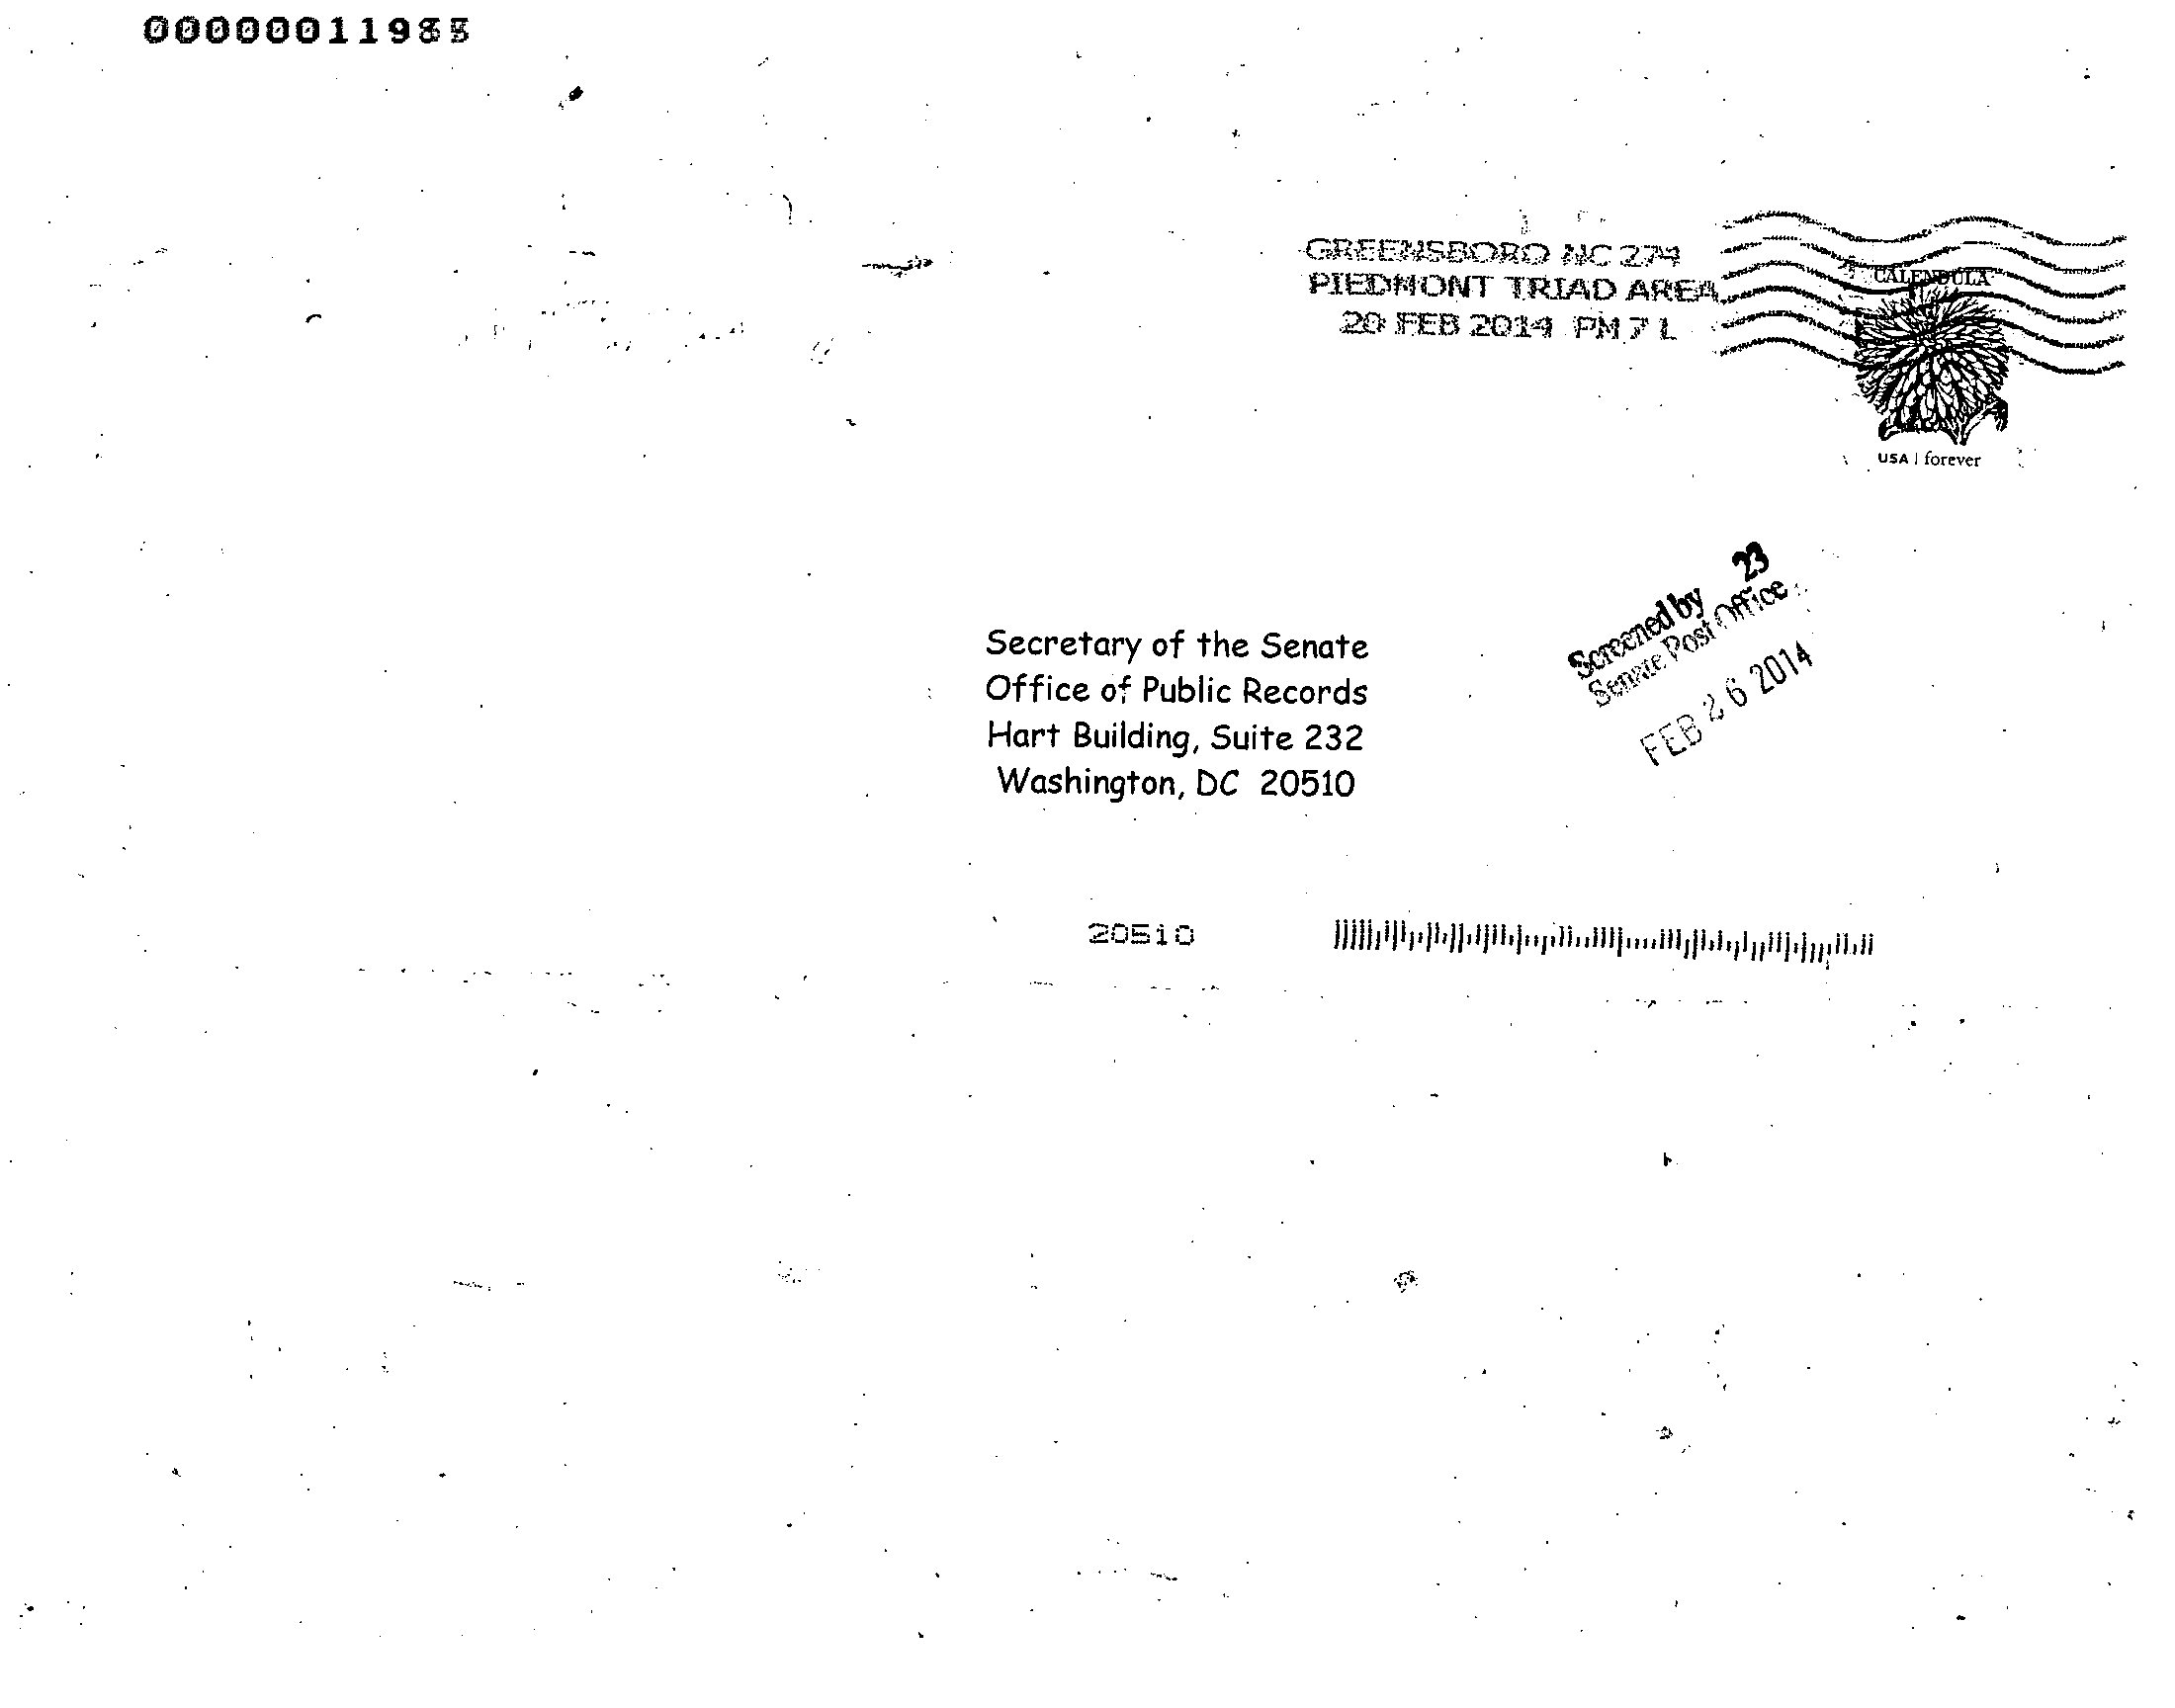 00000011985
GREENSBORO NC 274
PIEDMONT TRIAD AREA
20 FEB 2014 PM 7 L
CALENDULA
USA | forever
Screened by 23
Senate Post Office
FEB 26 2014
Secretary of the Senate
Office of Public Records
Hart Building, Suite 232
Washington, DC 20510
20510